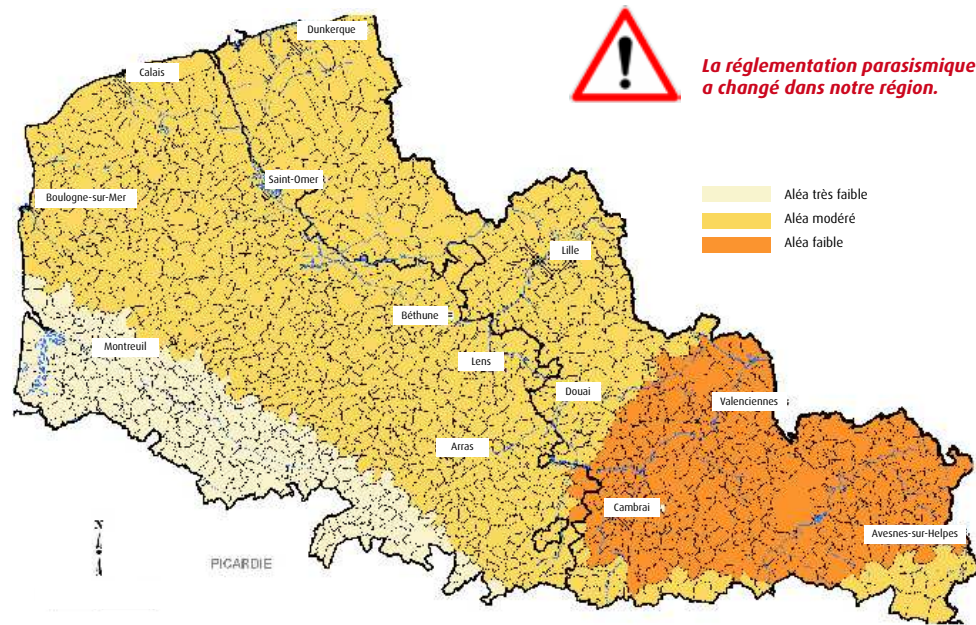 Dunkerque
Calais
La réglementation parasismique
a changé dans notre région.
Saint-Omer
Boulogne-sur-Mer
Aléa très faible
Aléa modéré
Aléa faible
Lille
Béthune
Montreuil
Lens
Douai
Valenciennes
Arras
Cambrai
Avesnes-sur-Helpes
N
PICARDIE